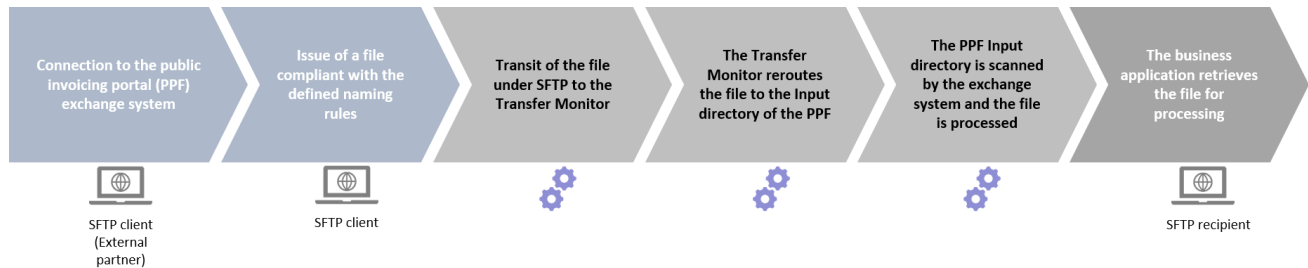 Connection to the public
invoicing portal (PPF)
exchange system
Issue of a file
compliant with the
defined naming
rules
Transit of the file
under SFTP to the
Transfer Monitor
The Transfer
Monitor reroutes
the file to the Input
directory of the PPF
The PPF Input
directory is scanned
by the exchange
system and the file
is processed
The business
application retrieves
the file for
processing
SFTP client
(External
partner)
SFTP client
SFTP recipient